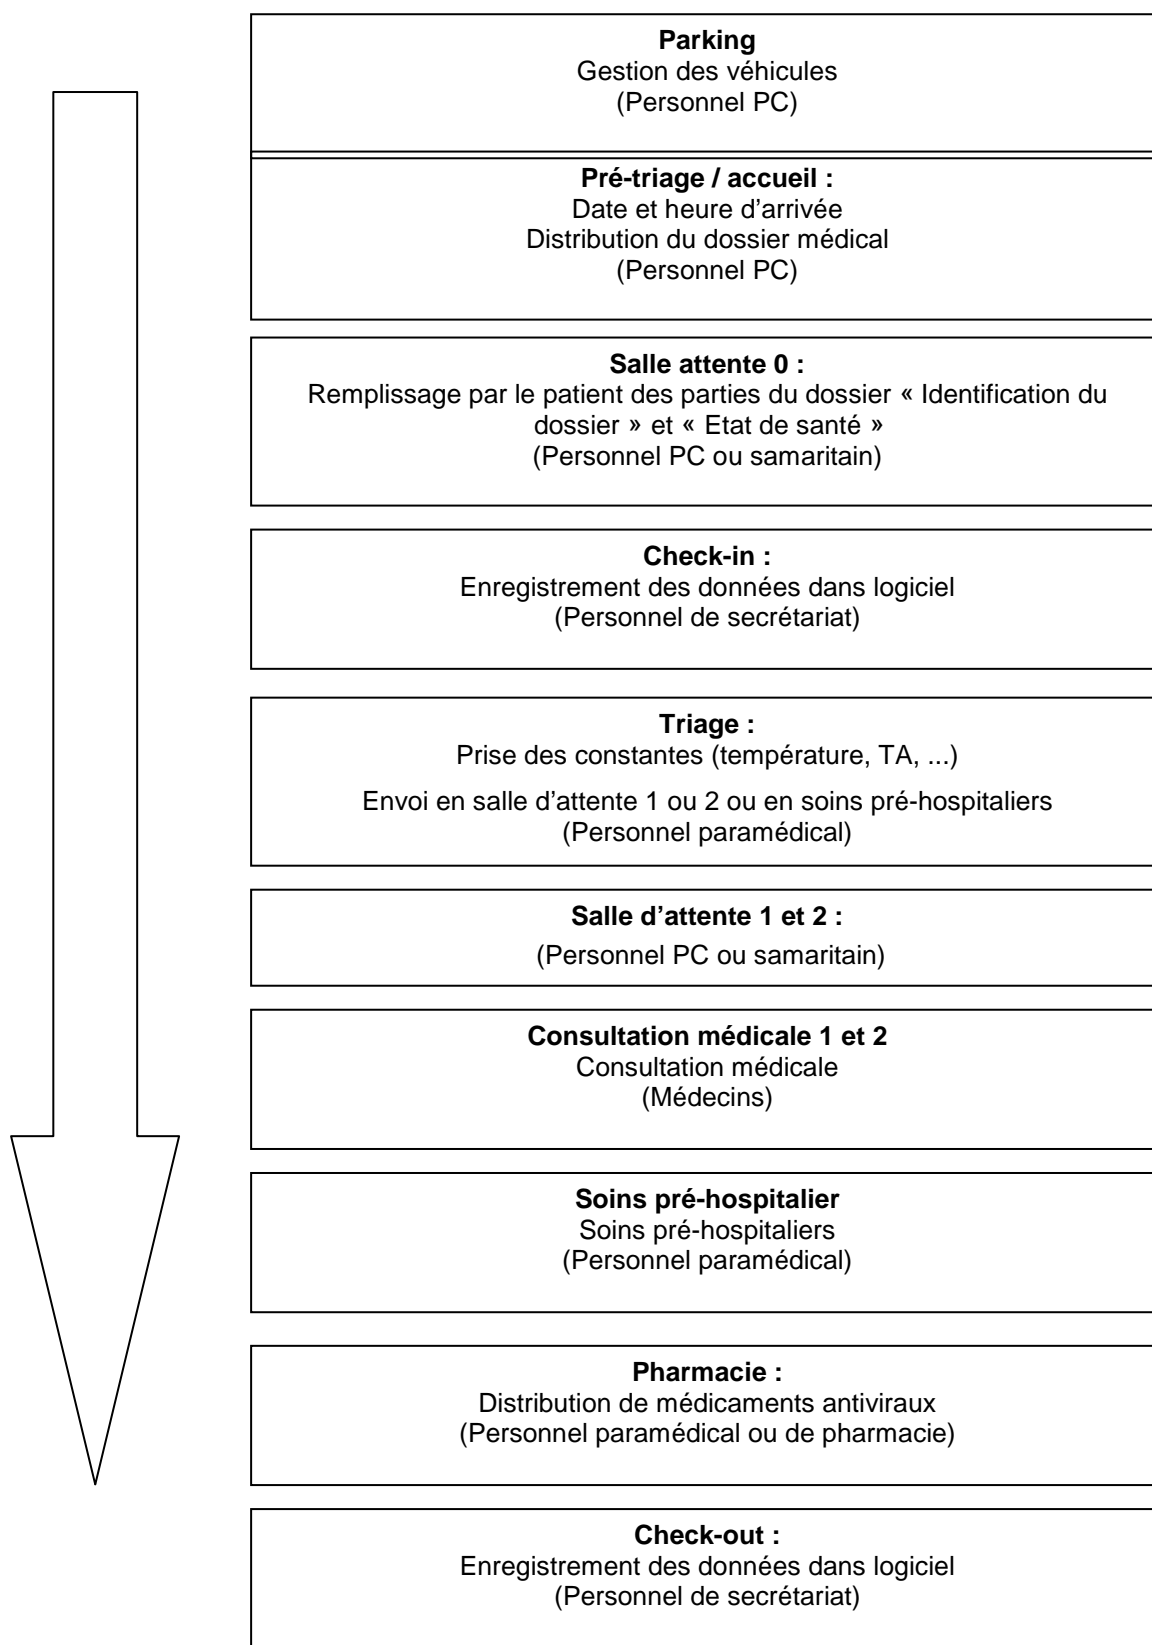 Parking
Gestion des véhicules
(Personnel PC)
Pré-triage / accueil :
Date et heure d’arrivée
Distribution du dossier médical
(Personnel PC)
Salle attente 0 :
Remplissage par le patient des parties du dossier « Identification du
dossier » et « Etat de santé »
(Personnel PC ou samaritain)
Check-in :
Enregistrement des données dans logiciel
(Personnel de secrétariat)
Triage :
Prise des constantes (température, TA, ...)
Envoi en salle d’attente 1 ou 2 ou en soins pré-hospitaliers
(Personnel paramédical)
Salle d’attente 1 et 2 :
(Personnel PC ou samaritain)
Consultation médicale 1 et 2
Consultation médicale
(Médecins)
Soins pré-hospitalier
Soins pré-hospitaliers
(Personnel paramédical)
Pharmacie :
Distribution de médicaments antiviraux
(Personnel paramédical ou de pharmacie)
Check-out :
Enregistrement des données dans logiciel
(Personnel de secrétariat)